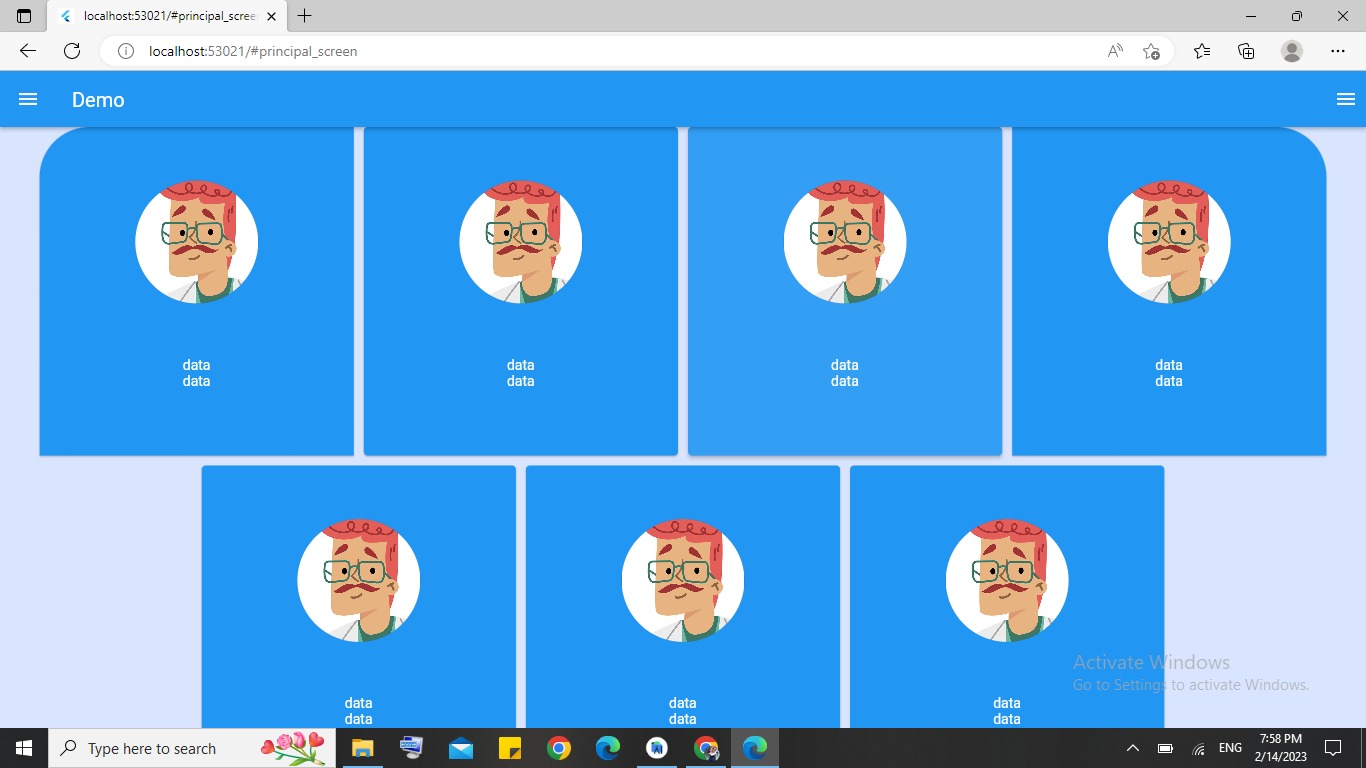 localhost:53021/#principal_scree
localhost:53021/#principal_screen
Demo
data
data
data
data
data
data
data
data
data
data
data
data
data
data
Activate Windows
Go to Settings to activate Windows.
Type here to search
ENG
7:58 PM
2/14/2023